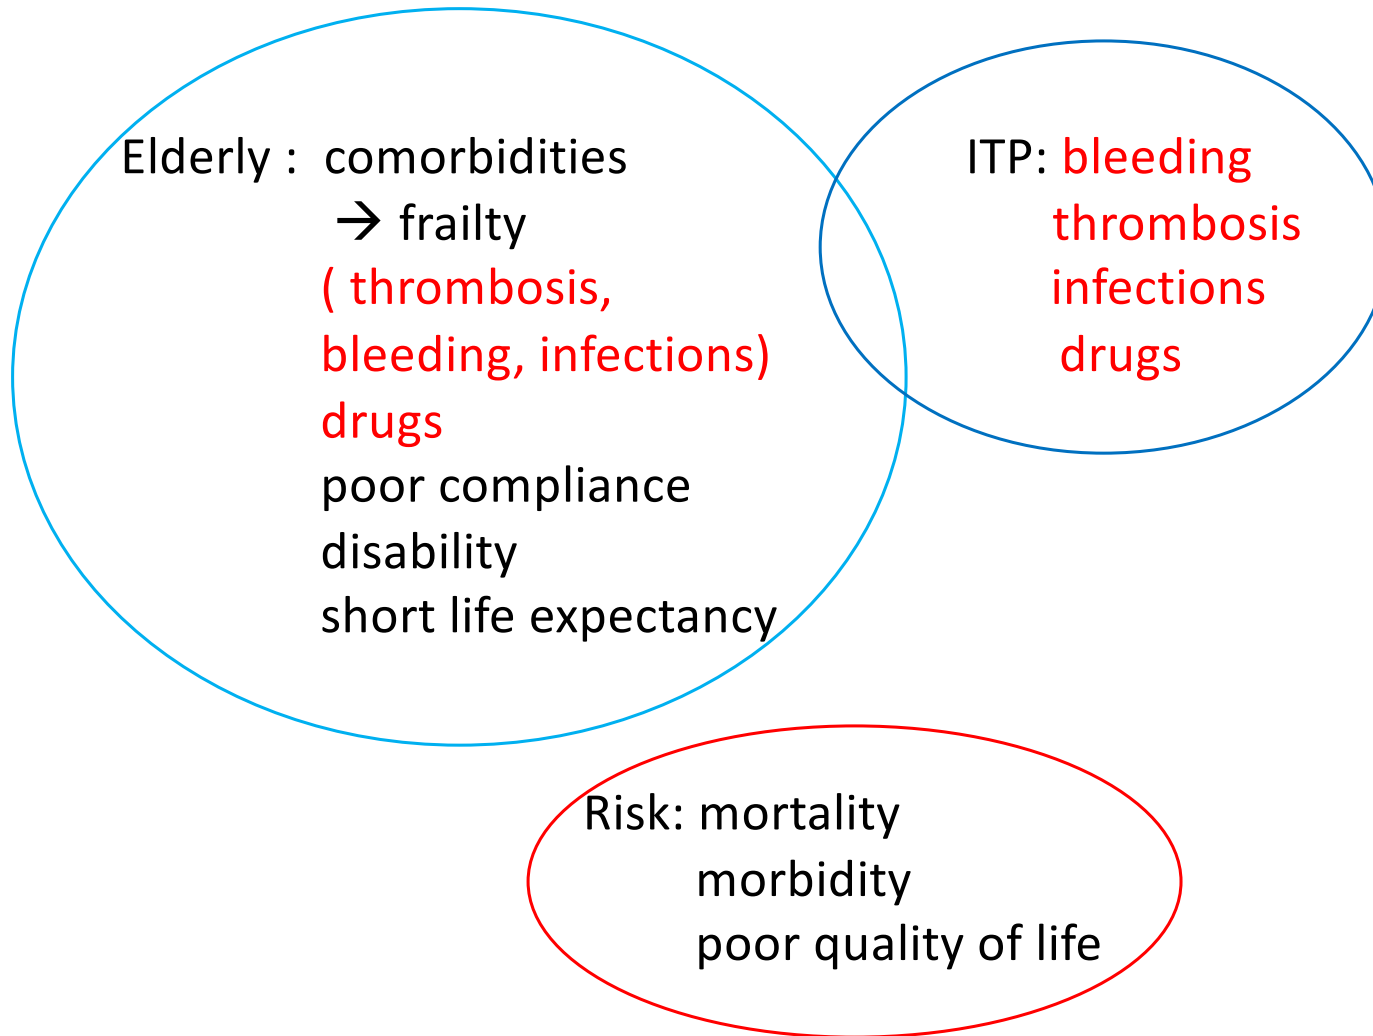 Elderly :  comorbidities
→ frailty
( thrombosis,
bleeding, infections)
drugs
poor compliance
disability
short life expectancy
ITP: bleeding
thrombosis
infections
drugs
Risk: mortality
morbidity
poor quality of life